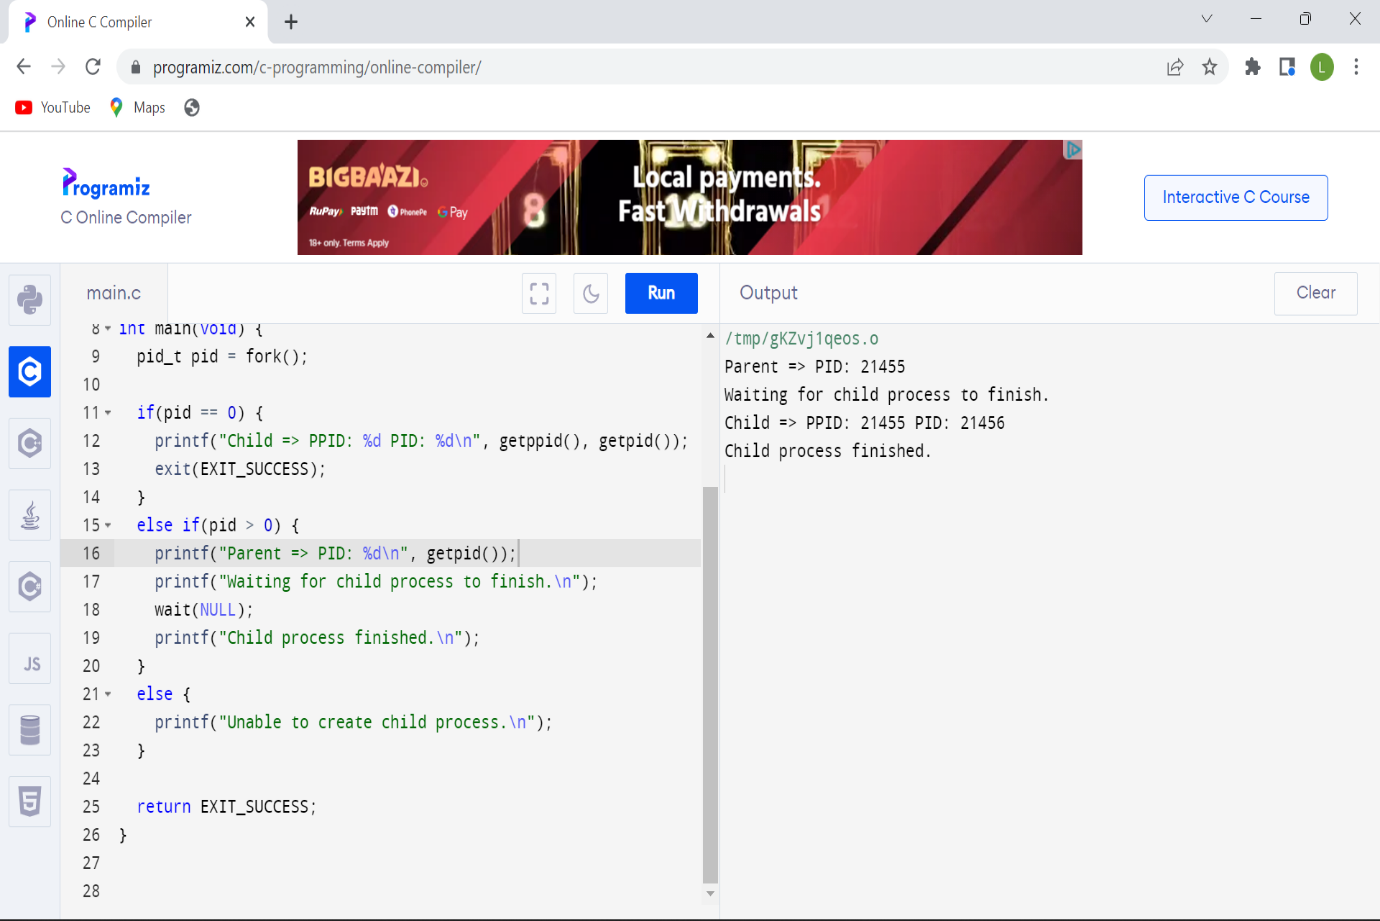 Online C Compiler
programiz.com/c-programming/online-compiler/
L
YouTube Maps
Programiz
C Online Compiler
BIGBAAZI
RuPay Paytm PhonePe G Pay
18+ only. Terms Apply
8
Local payments.
Fast Withdrawals
Interactive C Course
main.c
Run
Output
Clear
8 int main(void) {
9 pid_t pid = fork();
10
11 if(pid == 0) {
12 printf("Child => PPID: %d PID: %d\n", getppid(), getpid());
13 exit(EXIT_SUCCESS);
14 }
15 else if(pid > 0) {
16 printf("Parent => PID: %d\n", getpid());
17 printf("Waiting for child process to finish.\n");
18 wait(NULL);
19 printf("Child process finished.\n");
20 }
21 else {
22 printf("Unable to create child process.\n");
23 }
24
25 return EXIT_SUCCESS;
26 }
27
28
/tmp/gKZvj1qeos.o
Parent => PID: 21455
Waiting for child process to finish.
Child => PPID: 21455 PID: 21456
Child process finished.
C
JS
5